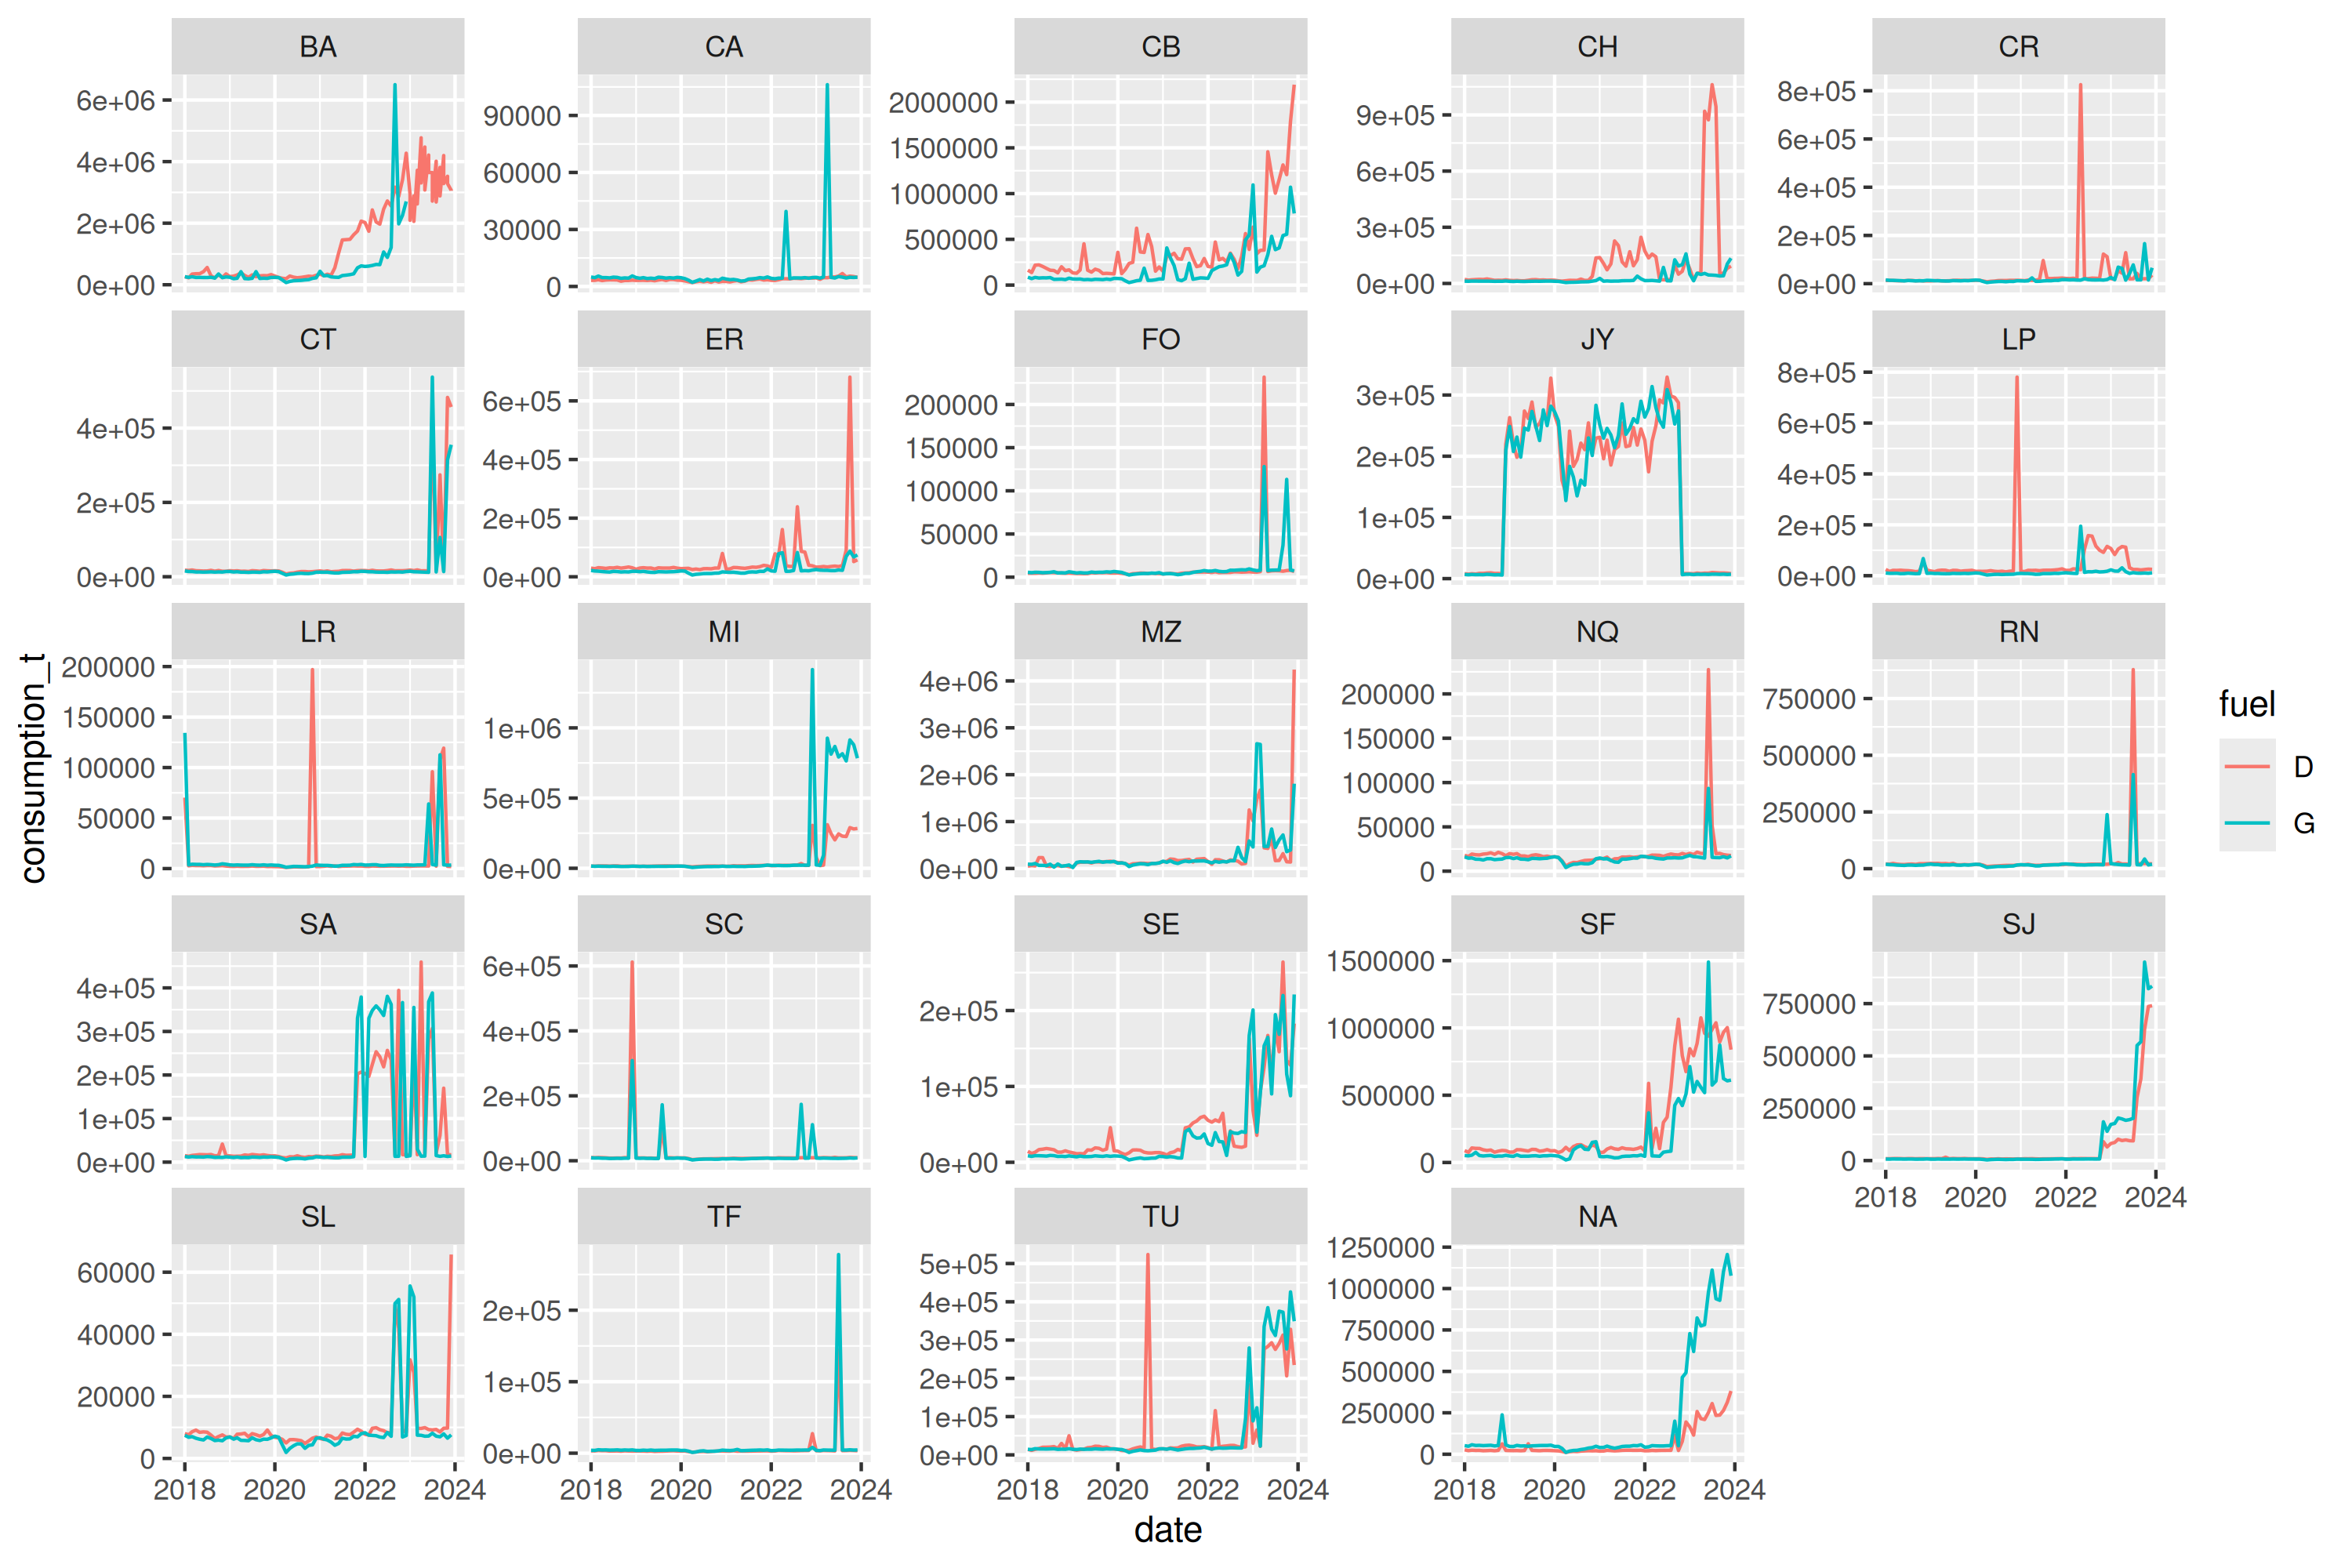 BA CA CB CH CR
6e+06 4e+06 2e+06 0e+00
90000 60000 30000 0
2000000 1500000 1000000 500000 0
9e+05 6e+05 3e+05 0e+00
8e+05 6e+05 4e+05 2e+05 0e+00
CT ER FO JY LP
4e+05 2e+05 0e+00
6e+05 4e+05 2e+05 0e+00
200000 150000 100000 50000 0
3e+05 2e+05 1e+05 0e+00
8e+05 6e+05 4e+05 2e+05 0e+00
LR MI MZ NQ RN
200000 150000 100000 50000 0
1e+06 5e+05 0e+00
4e+06 3e+06 2e+06 1e+06 0e+00
200000 150000 100000 50000 0
750000 500000 250000 0
SA SC SE SF SJ
4e+05 3e+05 2e+05 1e+05 0e+00
6e+05 4e+05 2e+05 0e+00
2e+05 1e+05 0e+00
1500000 1000000 500000 0
750000 500000 250000 0
2018 2020 2022 2024
SL TF TU NA
60000 40000 20000 0
2e+05 1e+05 0e+00
5e+05 4e+05 3e+05 2e+05 1e+05 0e+00
1250000 1000000 750000 500000 250000 0
2018 2020 2022 2024
2018 2020 2022 2024
2018 2020 2022 2024
2018 2020 2022 2024
date
consumption_t
fuel
D
G